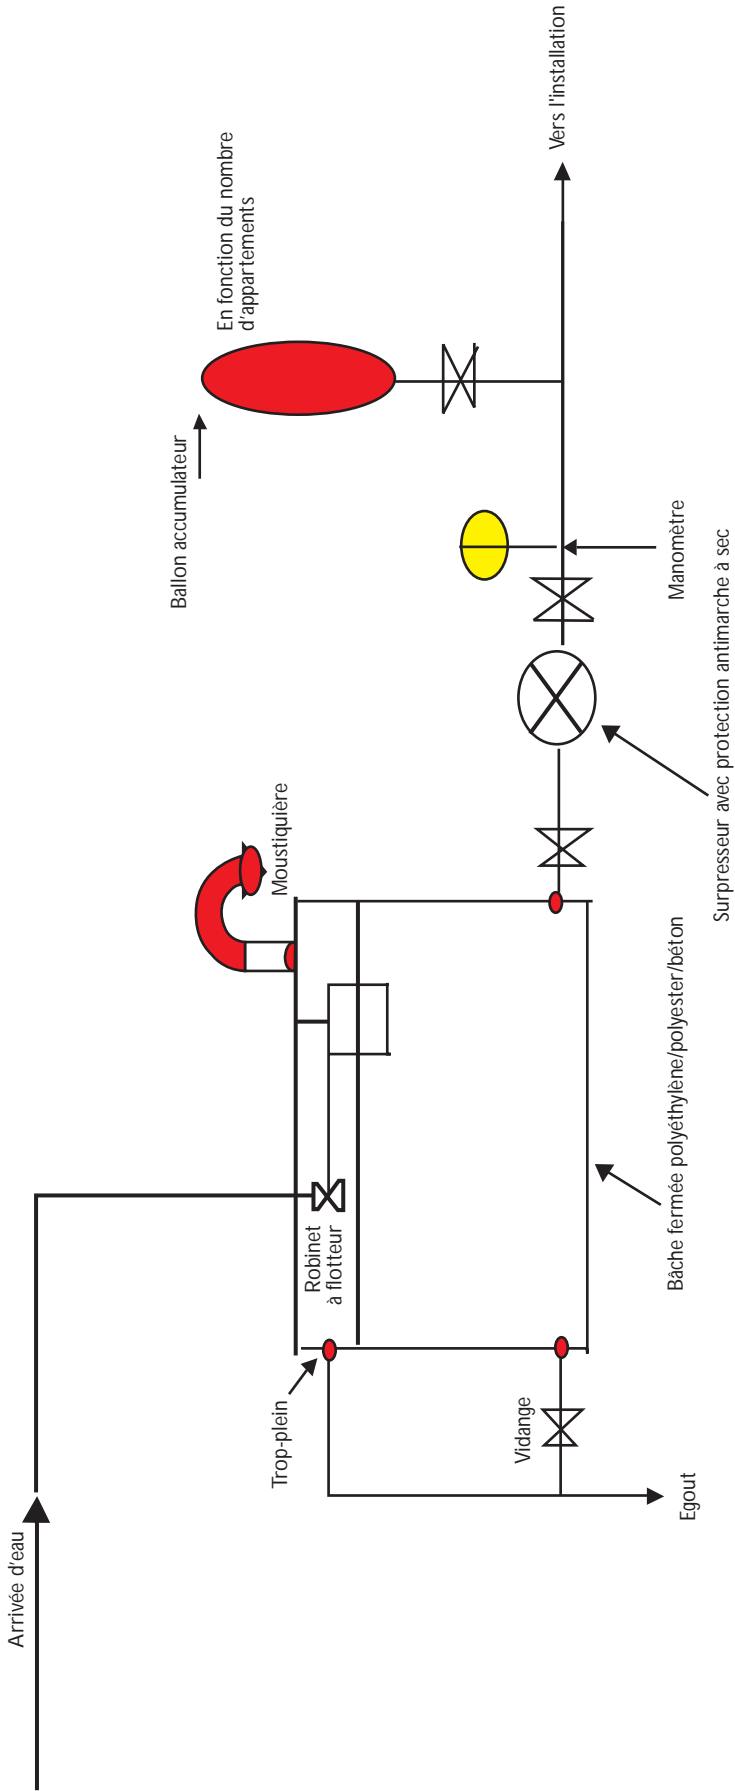 Arrivée d'eau
Ballon accumulateur
En fonction du nombre
d'appartements
Vers l'installation
Moustiquière
Robinet
à flotteur
Trop-plein
Vidange
Egout
Manomètre
Bâche fermée polyéthylène/polyester/béton
Surpresseur avec protection antimarche à sec